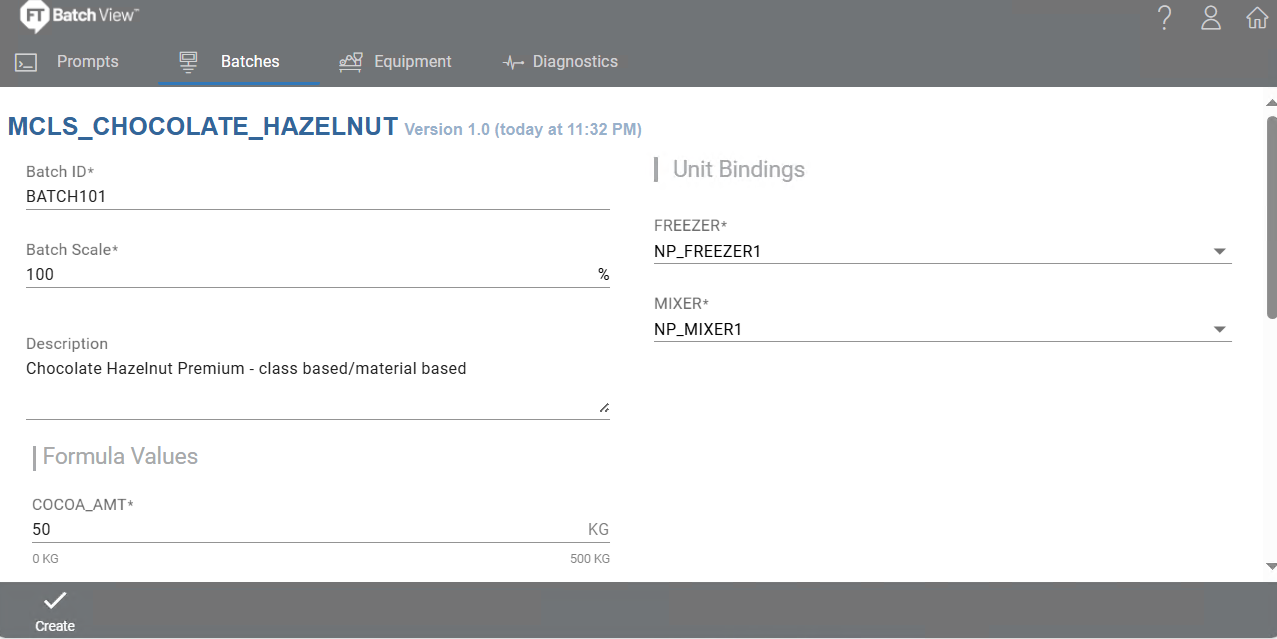 FT Batch View™
Prompts
Batches
Equipment
Diagnostics
MCLS_CHOCOLATE_HAZELNUT Version 1.0 (today at 11:32 PM)
Batch ID*
BATCH101
Batch Scale*
100 %
Description
Chocolate Hazelnut Premium - class based/material based
Formula Values
COCOA_AMT*
50 KG
0 KG 500 KG
Unit Bindings
FREEZER*
NP_FREEZER1
MIXER*
NP_MIXER1
Create